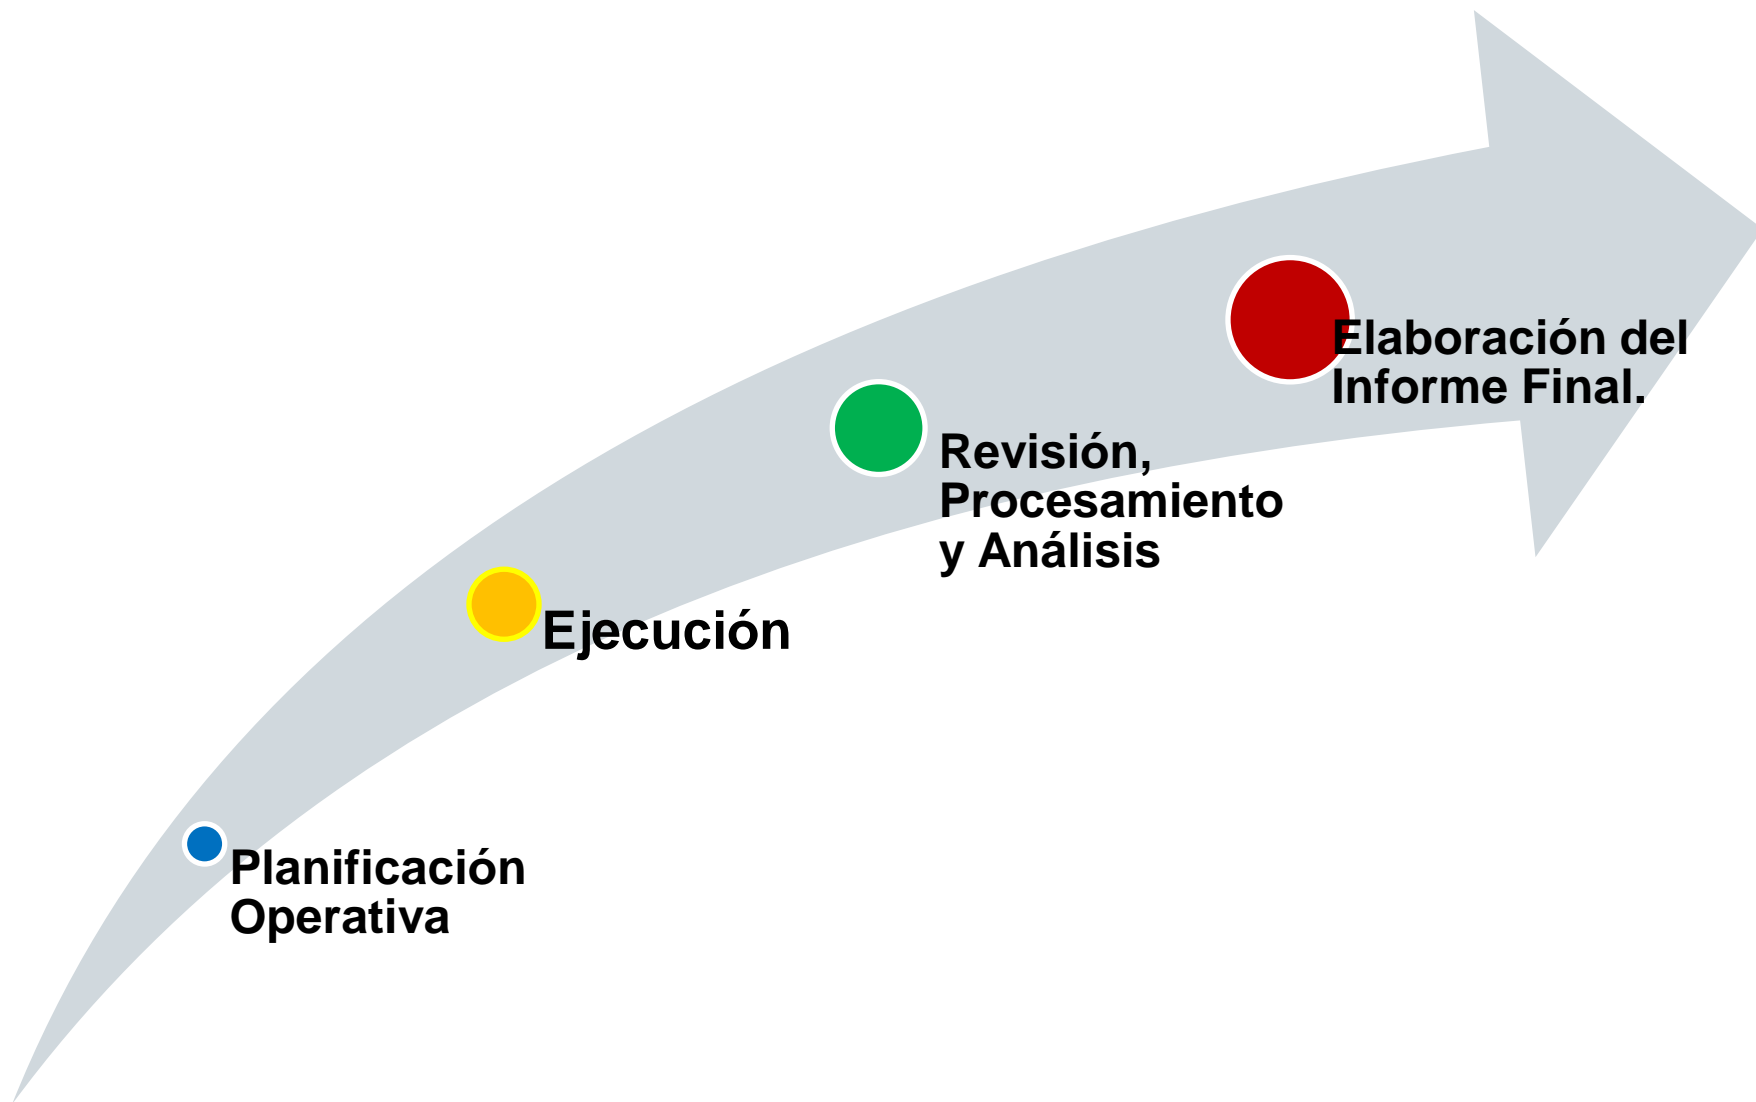 Planificación
Operativa
Ejecución
Revisión,
Procesamiento
y Análisis
Elaboración del
Informe Final.